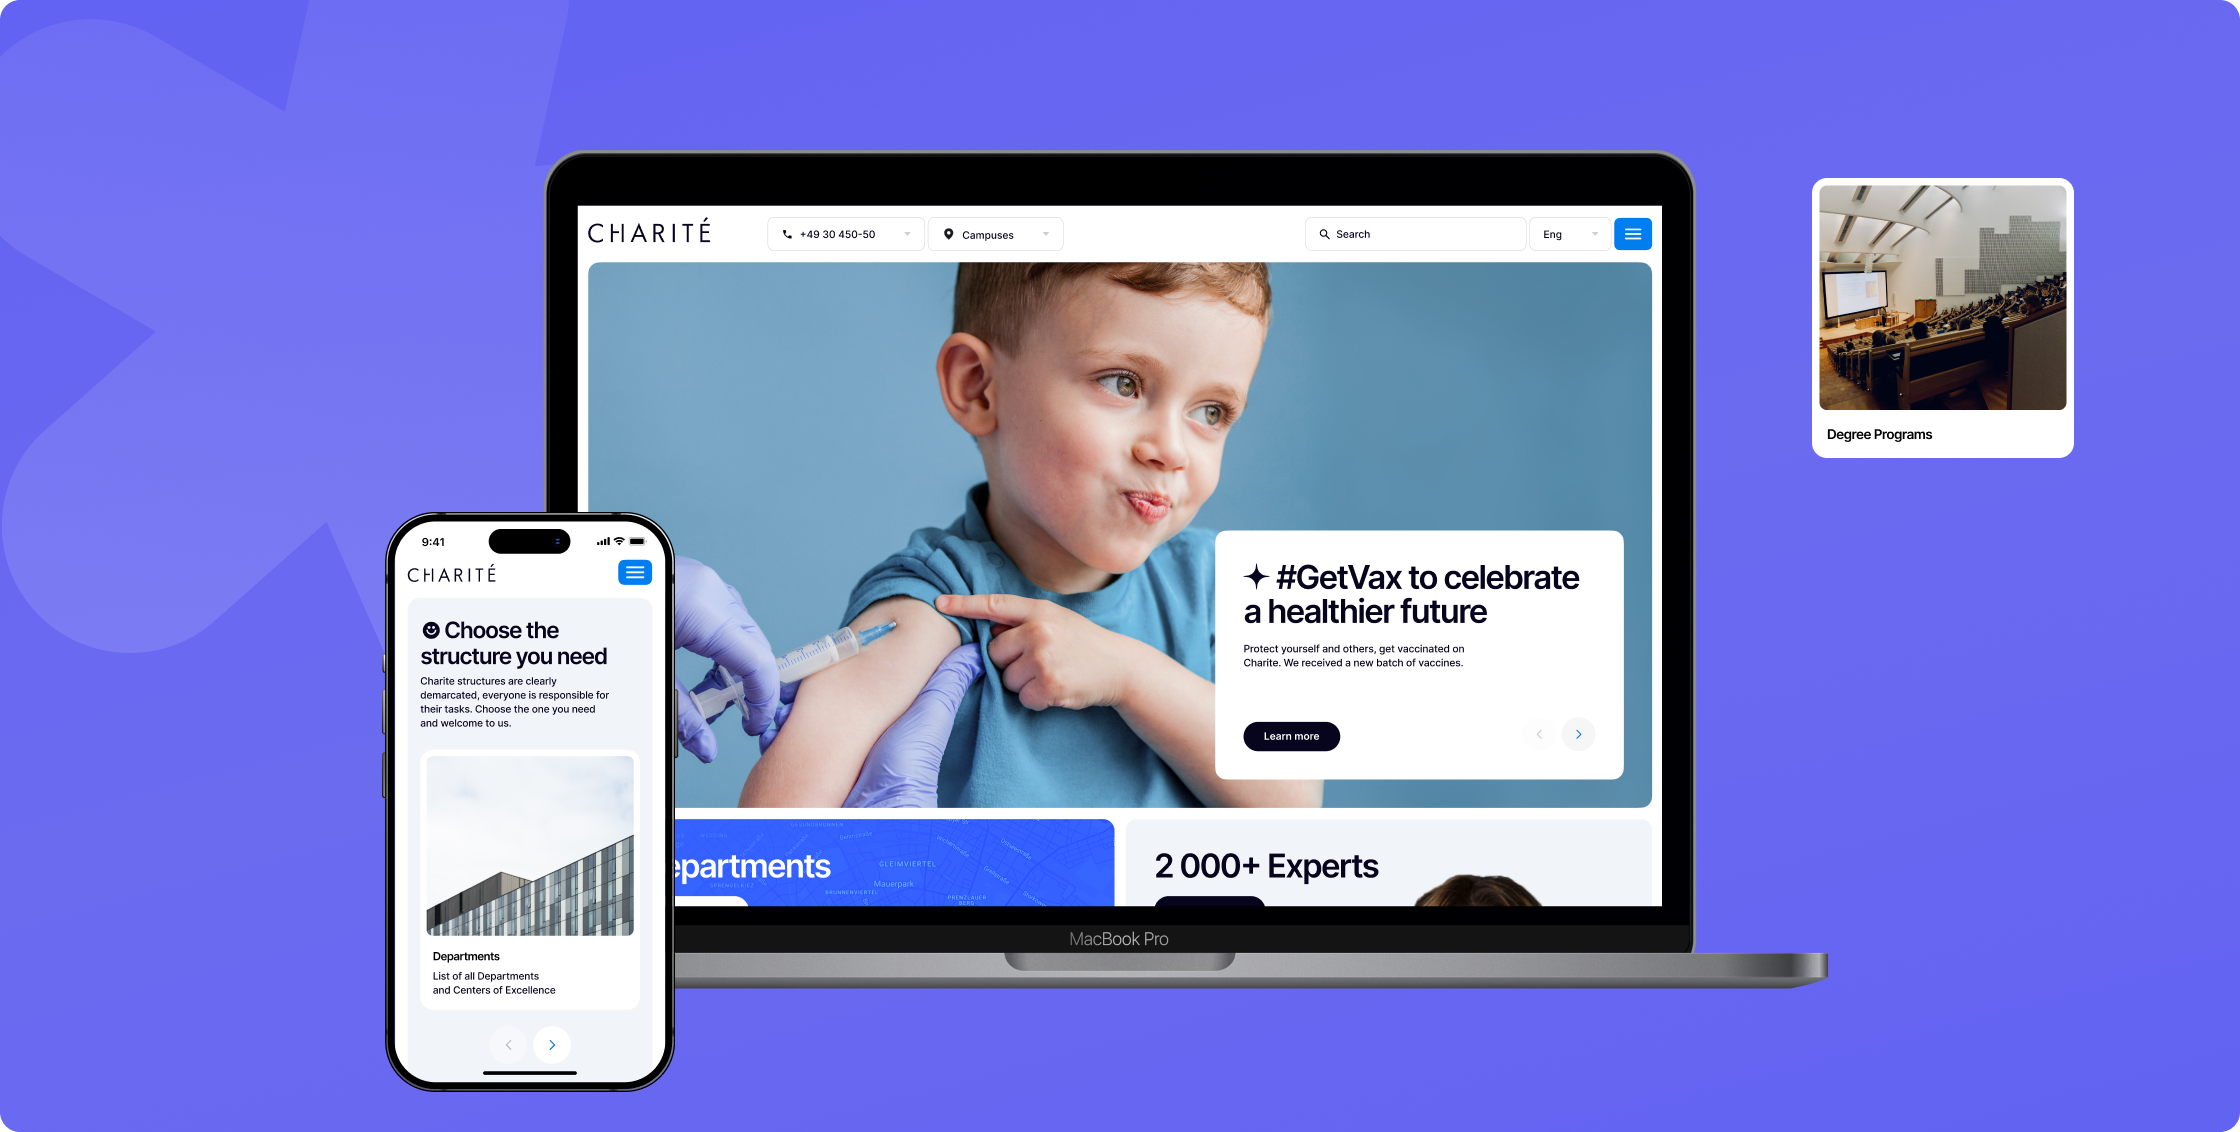 CHARITÉ
+49 30 450-50
Campuses
Search
Eng
#GetVax to celebrate
a healthier future
Protect yourself and others, get vaccinated on
Charite. We received a new batch of vaccines.
Learn more
epartments
GLEIMVIERTEL
Mauerpark
BRUNNENVIERTEL
PRENZLAUER
BERG
2 000+ Experts
MacBook Pro
9:41
CHARITÉ
Choose the
structure you need
Charite structures are clearly
demarcated, everyone is responsible for
their tasks. Choose the one you need
and welcome to us.
Departments
List of all Departments
and Centers of Excellence
Degree Programs